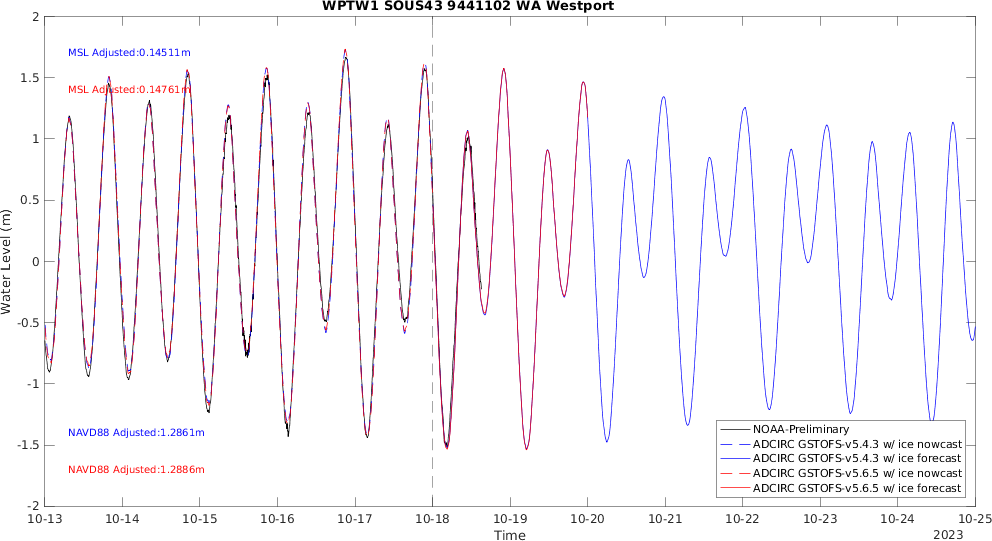 WPTW1 SOUS43 9441102 WA Westport
2
1.5
1
0.5
0
-0.5
-1
-1.5
-2
Water Level (m)
MSL Adjusted:0.14511m
MSL Adjusted:0.14761m
NAVD88 Adjusted:1.2861m
NAVD88 Adjusted:1.2886m
NOAA-Preliminary
ADCIRC GSTOFS-v5.4.3 w/ ice nowcast
ADCIRC GSTOFS-v5.4.3 w/ ice forecast
ADCIRC GSTOFS-v5.6.5 w/ ice nowcast
ADCIRC GSTOFS-v5.6.5 w/ ice forecast
10-13 10-14 10-15 10-16 10-17 10-18 10-19 10-20 10-21 10-22 10-23 10-24 10-25
Time
2023